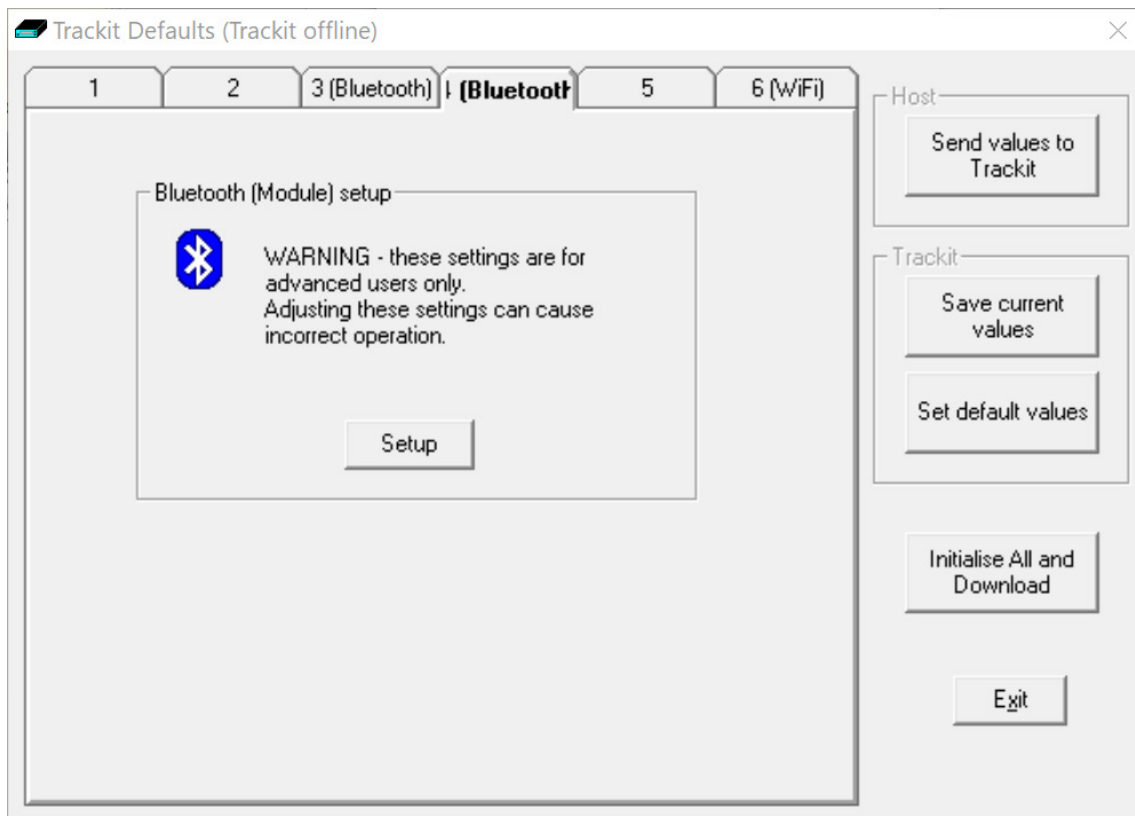 Trackit Defaults (Trackit offline)
1
2
3 (Bluetooth)
(Bluetooth
5
6 (WiFi)
Bluetooth (Module) setup
WARNING - these settings are for
advanced users only.
Adjusting these settings can cause
incorrect operation.
Setup
Host
Send values to
Trackit
Trackit
Save current
values
Set default values
Initialise All and
Download
Exit